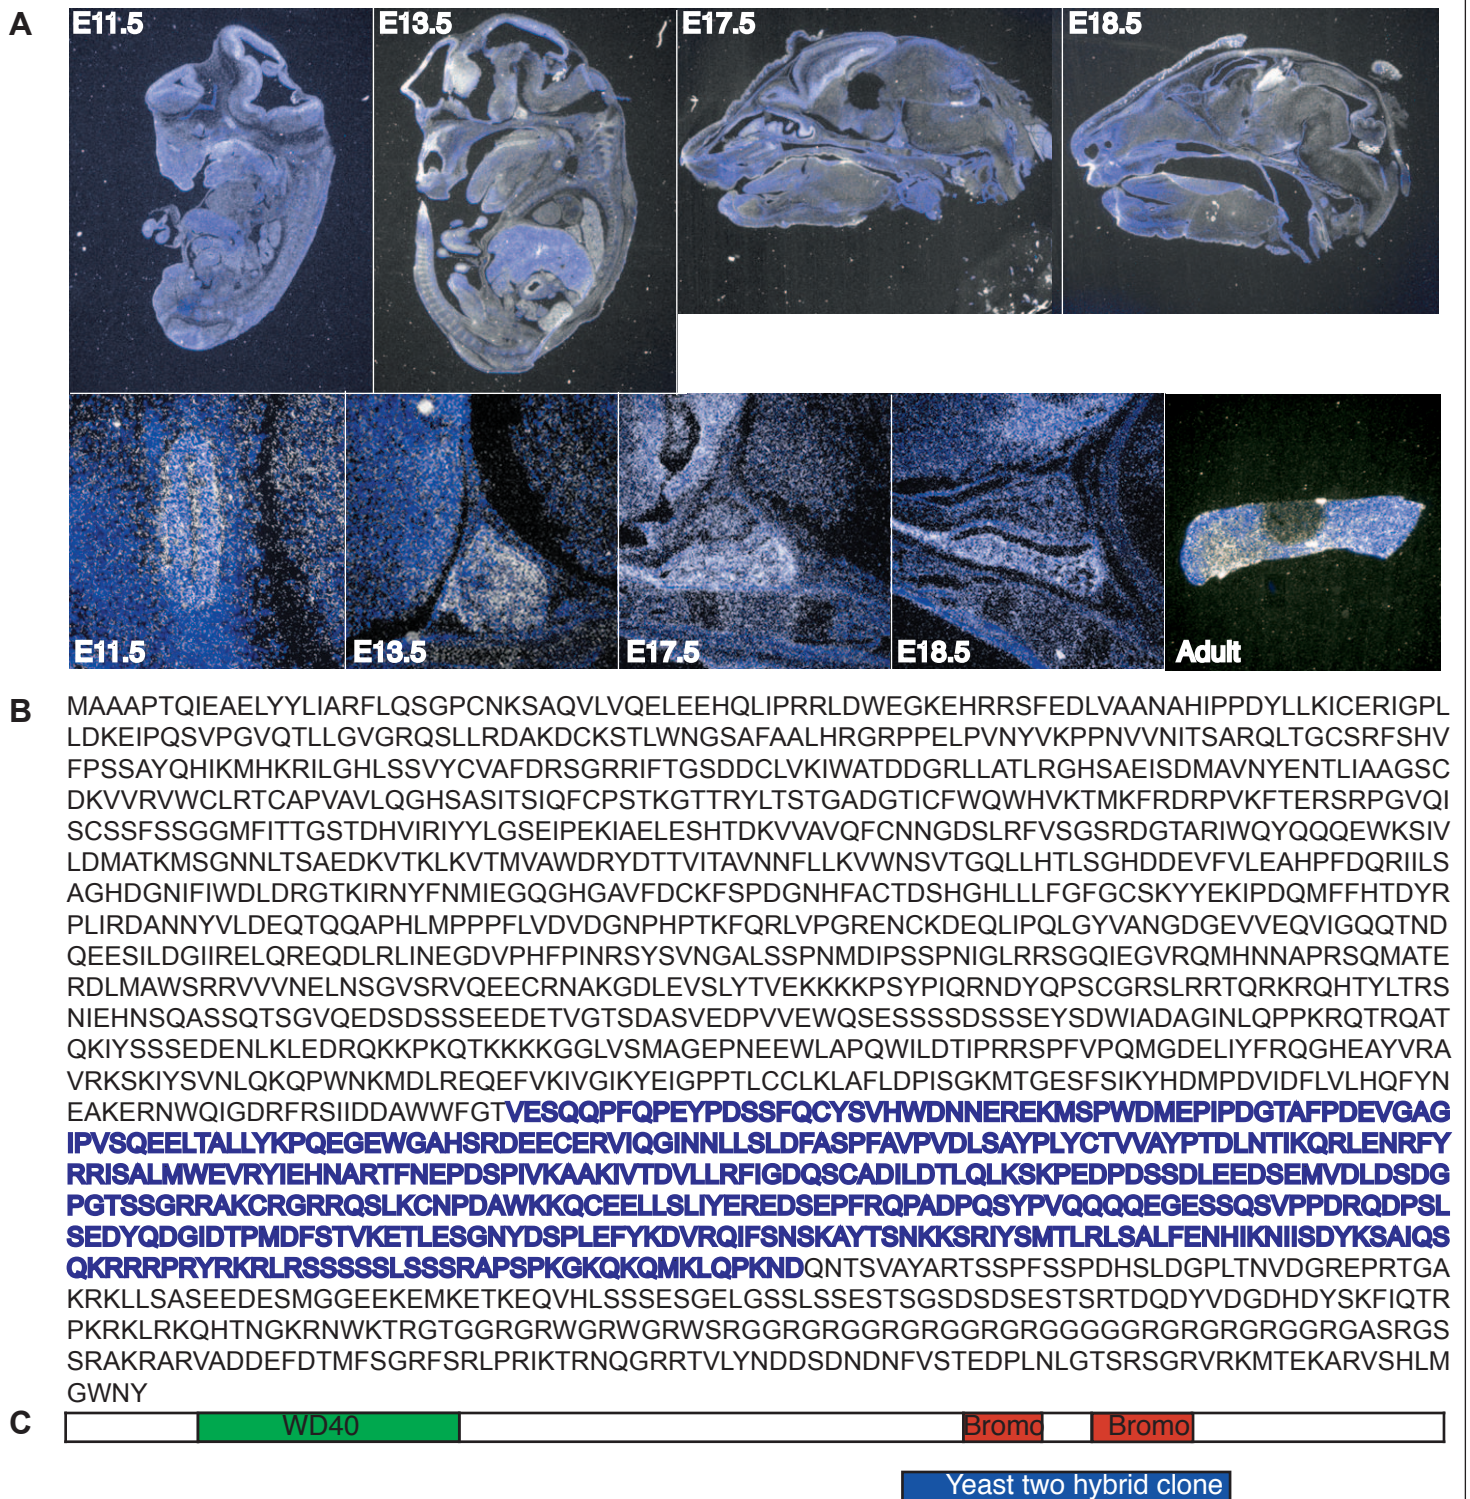 A
E11.5 E13.5 E17.5 E18.5
E11.5 E13.5 E17.5 E18.5 Adult
B
MAAAPTQIEAELYYLIARFLQSGPCNKSAQVLVQELEEHQLIPRRLDWEGKEHRRSFEDLVAANAHIPPDYLLKICERIGPL
LDKEIPQSVPGVQTLLGVGRQSLLRDAKDCKSTLWNGSAFAALHRGRPPELPVNYVKPPNVVNITSARQLTGCSRFSHV
FPSSAYQHIKMHKRILGHLSSVYCVAFDRSGRRIFTGSDDCLVKIWATDDGRLLATLRGHSAEISDMAVNYENTLIAAGSC
DKVVRVWCLRTCAPVAVLQGHSASITSIQFCPSTKGTTRYLTSTGADGTICFWQWHVKTMKFRDRPVKFTERSRPGVQI
SCSSFSSGGMFITTGSTDHVIRIYYLGSEIPEKIAELESHTDKVVAVQFCNNGDSLRFVSGSRDGTARIWQYQQQEWKSIV
LDMATKMSGNNLTSAEDKVTKLKVTMVAWDRYDTTVITAVNNFLLKVWNSVTGQLLHTLSGHDDEVFVLEAHPFDQRIILS
AGHDGNIFIWDLDRGTKIRNYFNMIEGQGHGAVFDCKFSPDGNHFACTDSHGHLLLFGFGCSKYYEKIPDQMFFHTDYR
PLIRDANNYVLDEQTQQAPHLMPPPPFLVDVDGNPHPTKFQRLVPGRENCKDEQLIPQLGYVANGDGEVVEQVIGQQTND
QEESILDGIIRELQREQDLRLINEGDVPHFPINRSYSVNGALSSPNMDIPSSPNIGLRRSGQIEGVRQMHNNAPRSQMATE
RDLMAWSRRVVVNELNSGVSRVQEECRNAKGDLEVSLYTVEKKKKPSYPIQRNDYQPSCGRSLRRTQRKRQHTYLTRS
NIEHNSQASSQTSGVQEDSDSSSEEDETVGTSDASVEDPVVEWQSESSSSDSSSEYSDWIADAGINLQPPKRQTRQAT
QKIYSSSEDENLKLEDRQKKPKQTKKKKGGLVSMAGEPNEEWLAPQWILDTIPRRSPFVPQMGDELIYFRQGHEAYVRA
VRKSKIYSVNLQKQPWNKMDLREQEFVKIVGIKYEIGPPTLCCLKLAFLDPISGKMTGESFSIKYHDMPDVIDFLVLHQFYN
EAKERNWQIGDRFRSIIDDAWWFGTVESQQPFQPEYPDSSFQCYSVHWDNNEREKMSPWDMEPIPDGTAFPDEVGAG
IPVSQEELTALLYKPQEGEWGAHSRDEECERVIQGINNLLSLDFASPFAVPVDLSAYPLYCTVVAYPTDLNTIKQRLENRFY
RRISALMWEVRYIEHNARTFNEPDSPIVKAAKIVTDVLLRFIGDQSCADILDTLQLKSKPEDPDSSDLEEDSEMVDLDSDG
PGTSSGRRAKCRGRRQSLKCNPDAWKKQCEELLSLIYEREDSEPFRQPADPQSYPVQQQQEGESSQSVPPDRQDPSL
SEDYQDGIDTPMDFSTVKETLESGNYDSPLEFYKDVRQIFSNSKAYTSNKKSRIYSMTLRLSALFENHIKNIISDYKSAIQS
QKRRRPRYRKRLRSSSSSLSSSRAPSPKGKQKQMKLQPKNDQNTSVAYARTSSPFSSPDHSLDGPLTNVDGREPRTGA
KRKLLSASEEDESMGGEEKEMKETKEQVHLSSSESGELGSSLSSESTSGSDSDSESTSRTDQDYVDGDHDYSKFIQTR
PKRKLRKQHTNGKRNWKTRGTGGRGRWGRWGRWSRGGRGRGGRGRGGRGRGGGGRGRGRGRGGRGASRGS
SRAKRARVADDEFDTMFSGRFSRLPRIKTRNQGRRTVLYNDDSDNDNFVSTEDPLNLGTSRSGRVRKMTEKARVSHLM
GWNY
C
WD40 Bromo Bromo
Yeast two hybrid clone